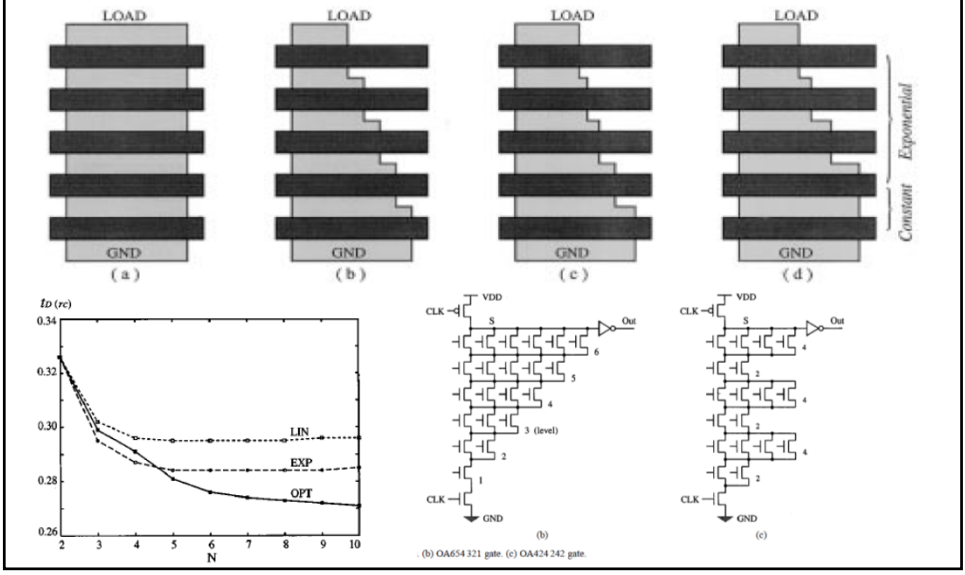 LOAD LOAD LOAD LOAD
Exponential
Constant
GND GND GND GND
(a) (b) (c) (d)
tD (rc)
0.34
0.32
0.30
0.28
0.26
LIN
EXP
OPT
2 3 4 5 6 7 8 9 10
N
VDD
CLK
S
Out
6
5
4
3 (level)
2
1
CLK
GND
(b)
VDD
CLK
S
Out
4
2
4
2
4
2
CLK
GND
(c)
. (b) OA654 321 gate. (c) OA424 242 gate.